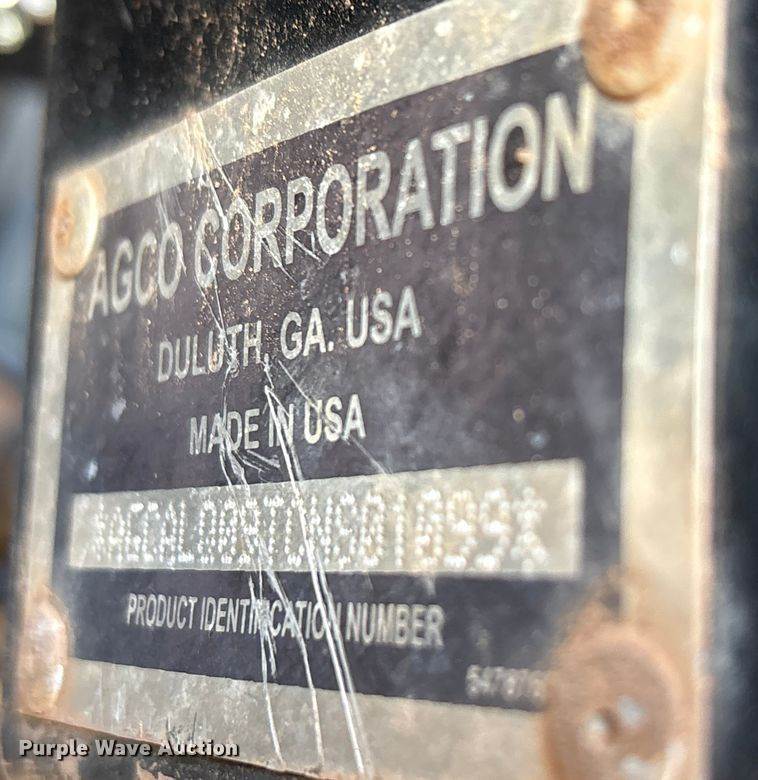 AGCO CORPORATION
DULUTH, GA. USA
MADE IN USA
PRODUCT IDENTIFICATION NUMBER
Purple Wave Auction